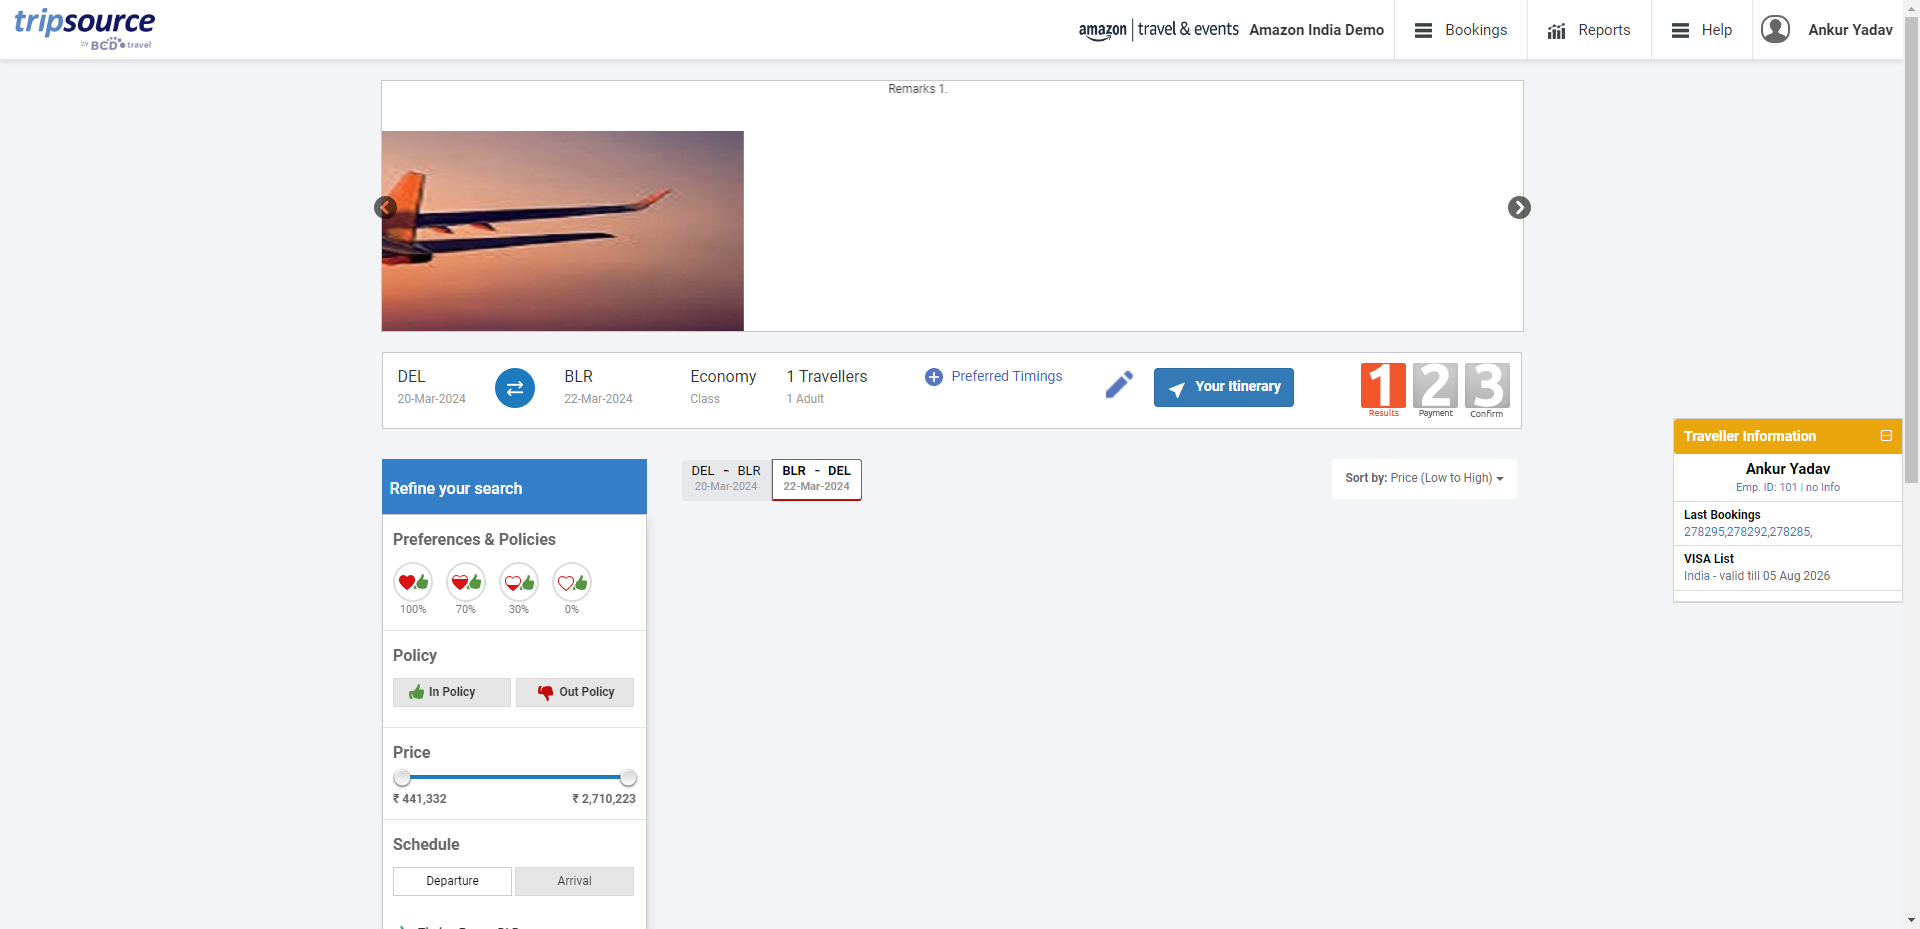 tripsource
by BCD travel
amazon | travel & events Amazon India Demo
Bookings
Reports
Help
Ankur Yadav
Remarks 1.
DEL
20-Mar-2024
BLR
22-Mar-2024
Economy
Class
1 Travellers
1 Adult
Preferred Timings
Your Itinerary
1 2 3
Results Payment Confirm
Traveller Information
Ankur Yadav
Emp. ID: 101 | no Info
Last Bookings
278295,278292,278285,
VISA List
India - valid till 05 Aug 2026
Refine your search
DEL - BLR
20-Mar-2024
BLR - DEL
22-Mar-2024
Sort by: Price (Low to High)
Preferences & Policies
100% 70% 30% 0%
Policy
In Policy Out Policy
Price
₹ 441,332 ₹ 2,710,223
Schedule
Departure Arrival